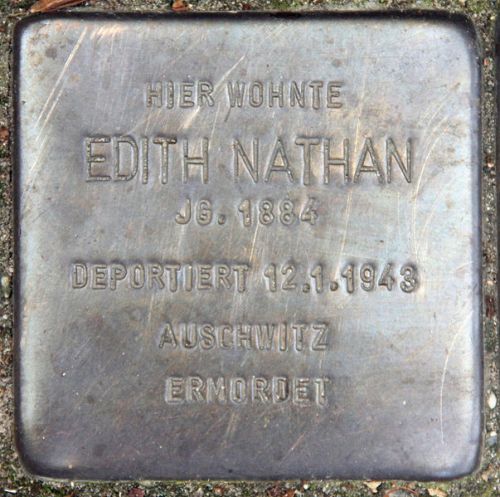 HIER WOHNTE
EDITH NATHAN
JG. 1884
DEPORTIERT 12.1.1943
AUSCHWITZ
ERMORDET